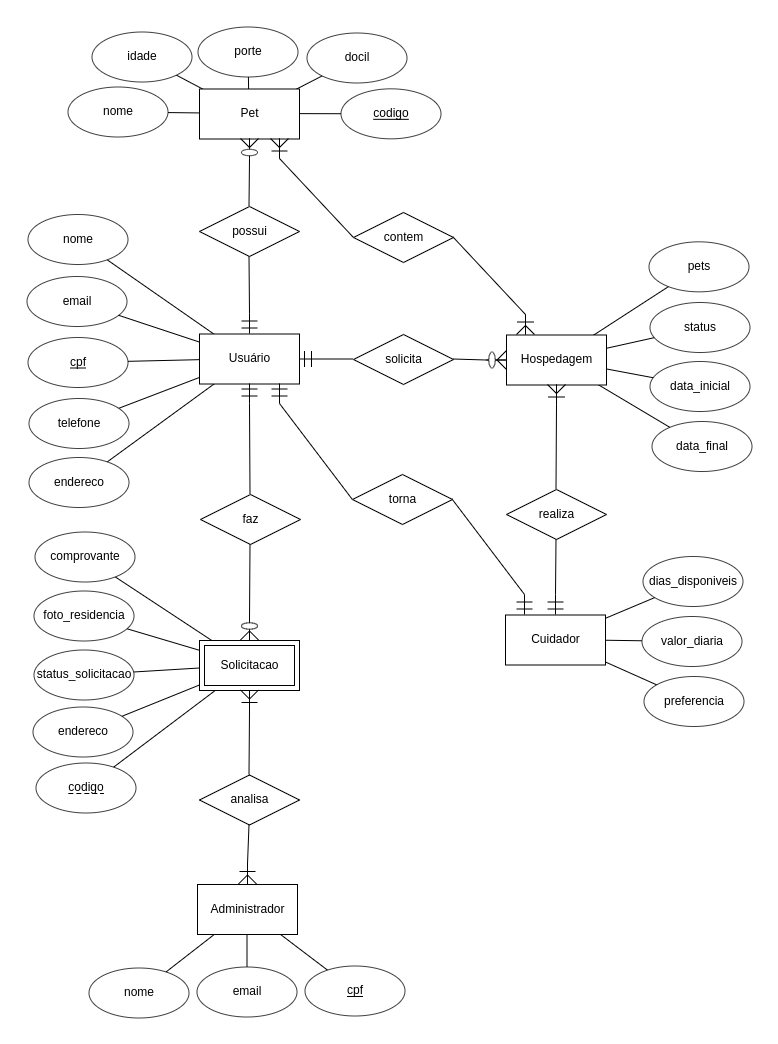 idade
porte
docil
nome
Pet
codigo
possui
contem
nome
email
cpf
telefone
endereco
Usuário
solicita
Hospedagem
pets
status
data_inicial
data_final
faz
torna
realiza
comprovante
foto_residencia
status_solicitacao
endereco
codigo
Solicitacao
Cuidador
dias_disponiveis
valor_diaria
preferencia
analisa
Administrador
nome
email
cpf